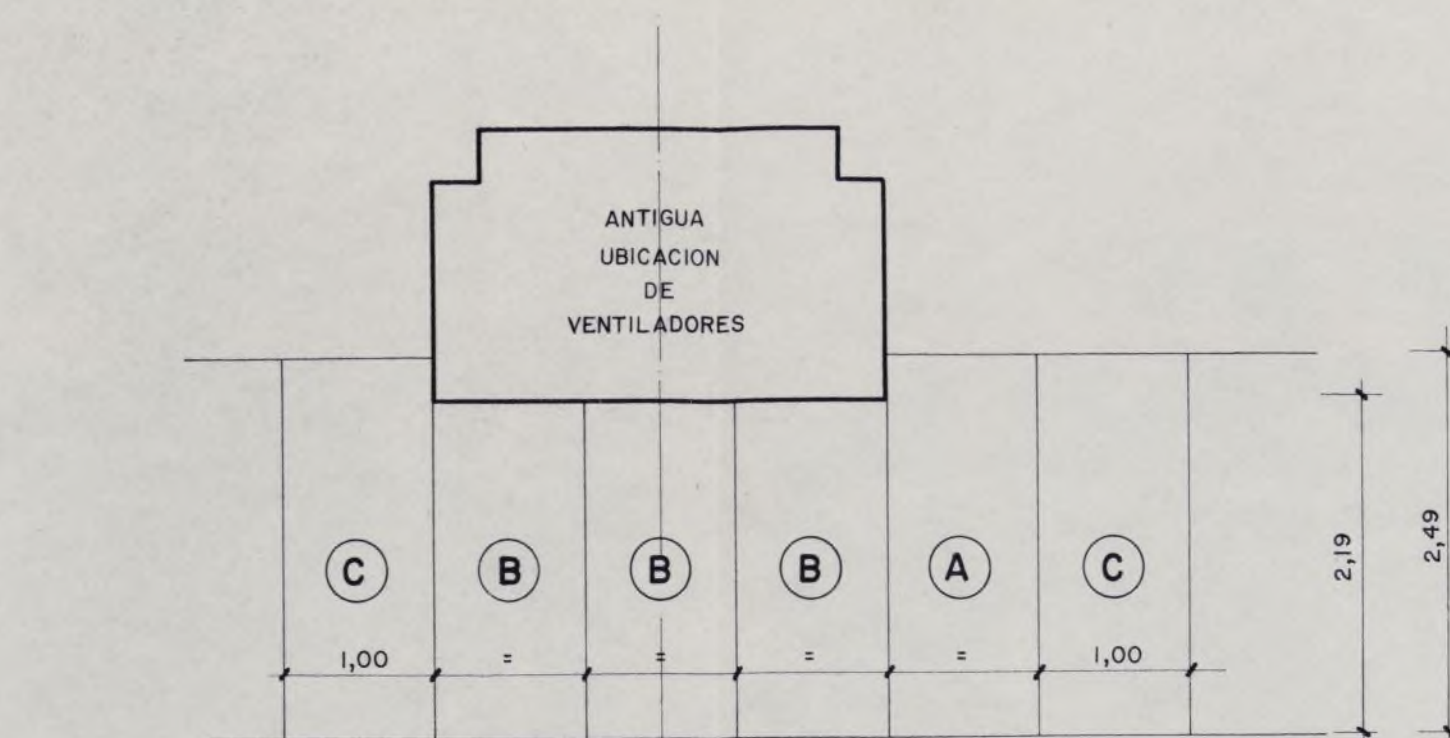 ANTIGUA
UBICACION
DE
VENTILADORES
C B B B A C
1,00 = = = = 1,00
2,19
2,49